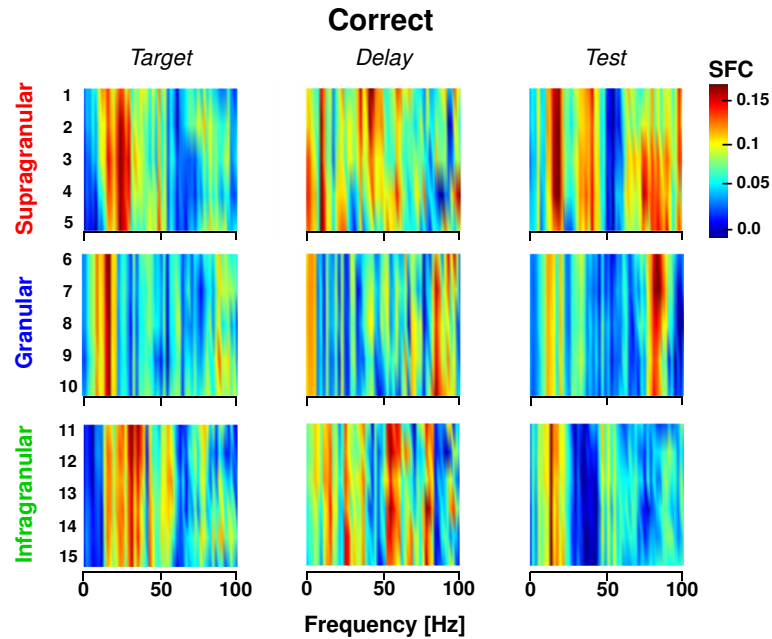 Correct
Target Delay Test
SFC
Supragranular
1
2
3
4
5
0.15
0.1
0.05
0.0
Granular
6
7
8
9
10
Infragranular
11
12
13
14
15
0 50 100 0 50 100 0 50 100
Frequency [Hz]